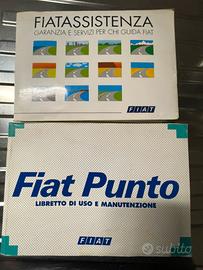 FIATASSISTENZA
GARANZIA E SERVIZI PER CHI GUIDA FIAT
FIAT
Fiat Punto
LIBRETTO DI USO E MANUTENZIONE
FIAT
subito